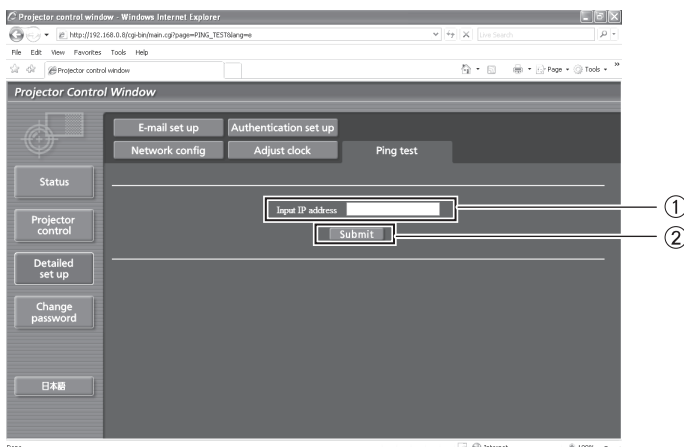 Projector control window - Windows Internet Explorer
http://192.168.0.8/cgi-bin/main.cgi?page=PING_TEST&lang=e
Live Search
File Edit View Favorites Tools Help
Projector control window
Page Tools
Projector Control Window
E-mail set up Authentication set up
Network config Adjust clock Ping test
Status
Projector control
Detailed set up
Change password
日本語
Input IP address
Submit
①
②
Done Internet 100%